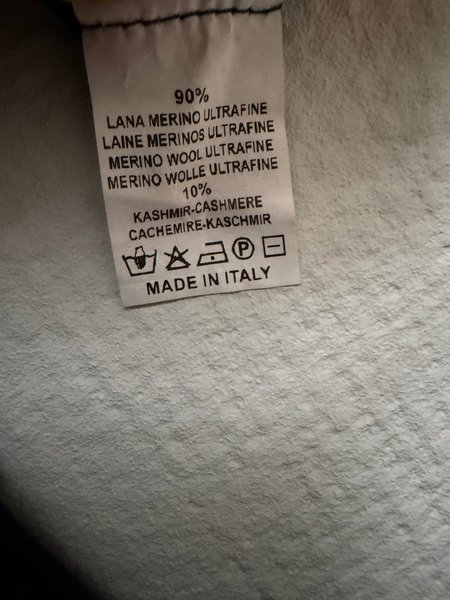 90%
LANA MERINO ULTRAFINE
LAINE MERINOS ULTRAFINE
MERINO WOOL ULTRAFINE
MERINO WOLLE ULTRAFINE
10%
KASHMIR-CASHMERE
CACHEMIRE-KASCHMIR
P
MADE IN ITALY